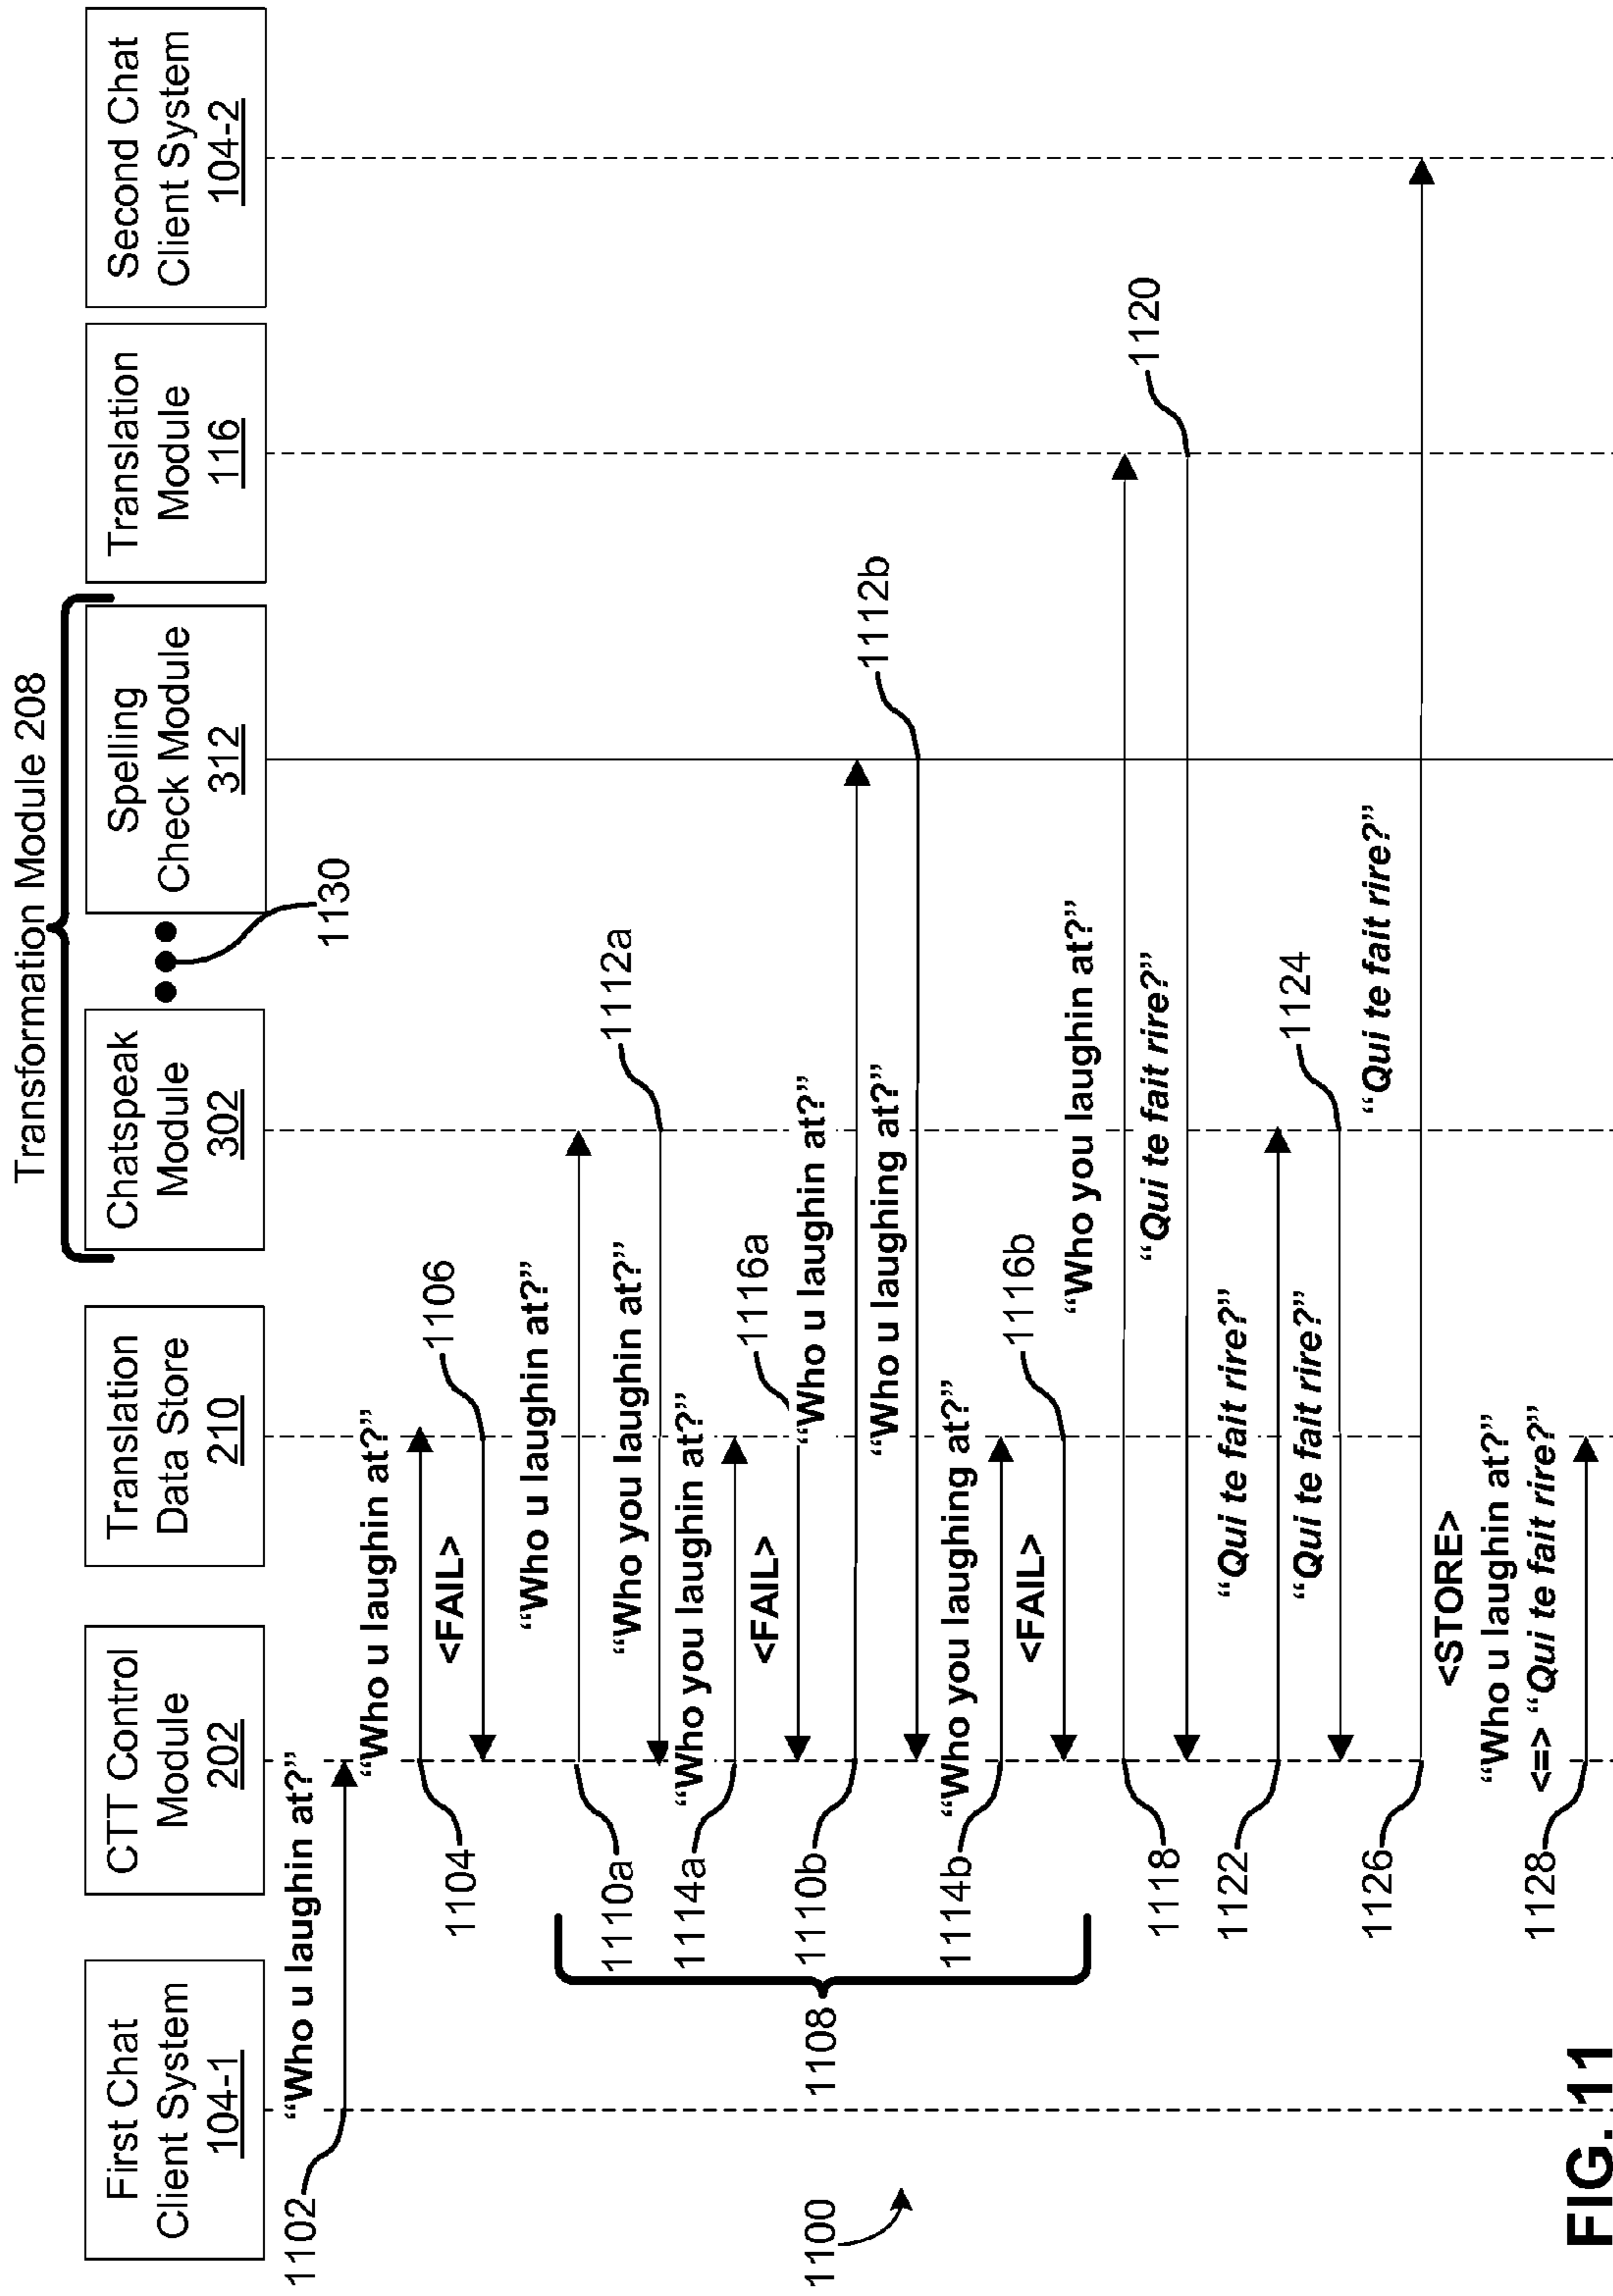 Transformation Module 208
First Chat
Client System
104-1
CTT Control
Module
202
Translation
Data Store
210
Chatspeak
Module
302
Spelling
Check Module
312
Translation
Module
116
Second Chat
Client System
104-2
1130
1102
“Who u laughin at?”
“Who u laughin at?”
1104
<FAIL>
1106
“Who u laughin at?”
1110a
“Who you laughin at?”
1112a
“Who you laughin at?”
1114a
<FAIL>
1116a
“Who u laughin at?”
1110b
“Who u laughing at?”
1112b
“Who you laughing at?”
1114b
<FAIL>
1116b
1108
“Who you laughin at?”
1118
“Qui te fait rire?”
1120
“Qui te fait rire?”
1122
“Qui te fait rire?”
1124
“Qui te fait rire?”
1126
<STORE>
“Who u laughin at?”
<=> “Qui te fait rire?”
1128
1100
FIG. 11